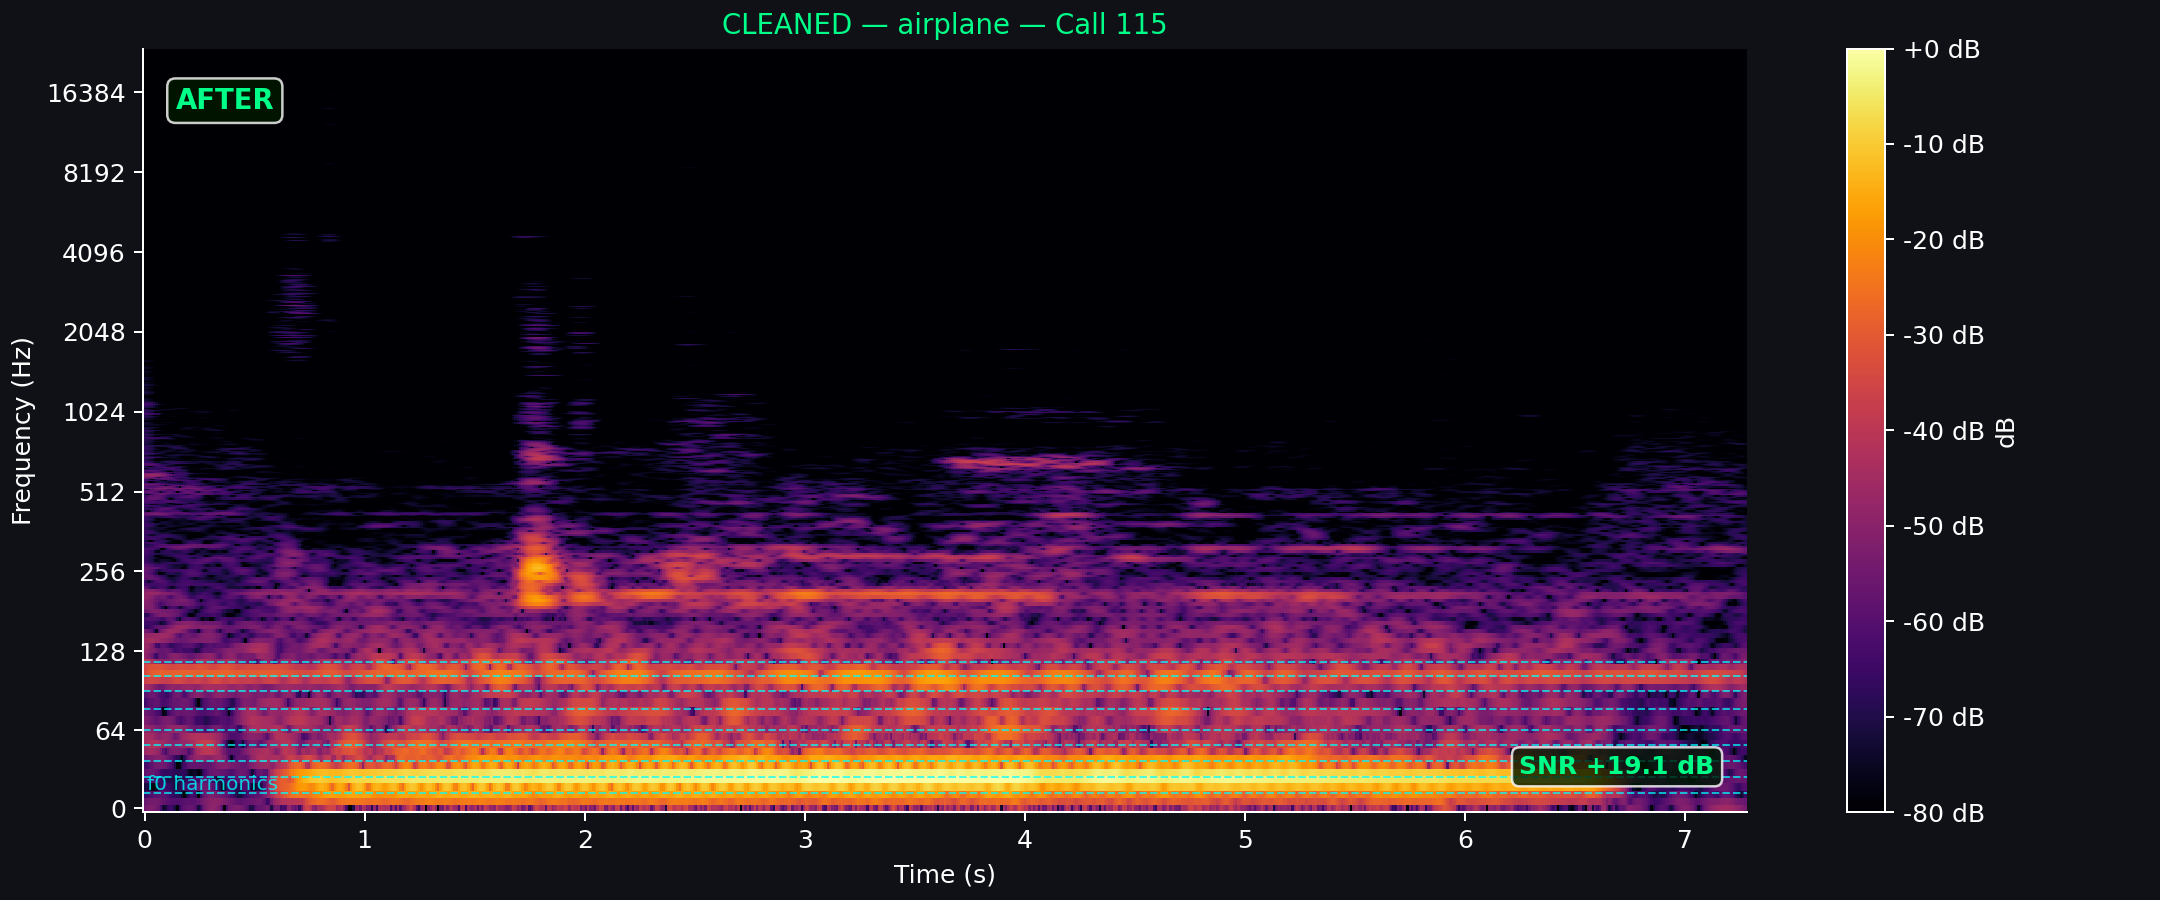 CLEANED — airplane — Call 115
AFTER
16384
8192
4096
2048
1024
512
256
128
64
0
Frequency (Hz)
f0 harmonics
SNR +19.1 dB
0 1 2 3 4 5 6 7
Time (s)
+0 dB
-10 dB
-20 dB
-30 dB
-40 dB
-50 dB
-60 dB
-70 dB
-80 dB
dB